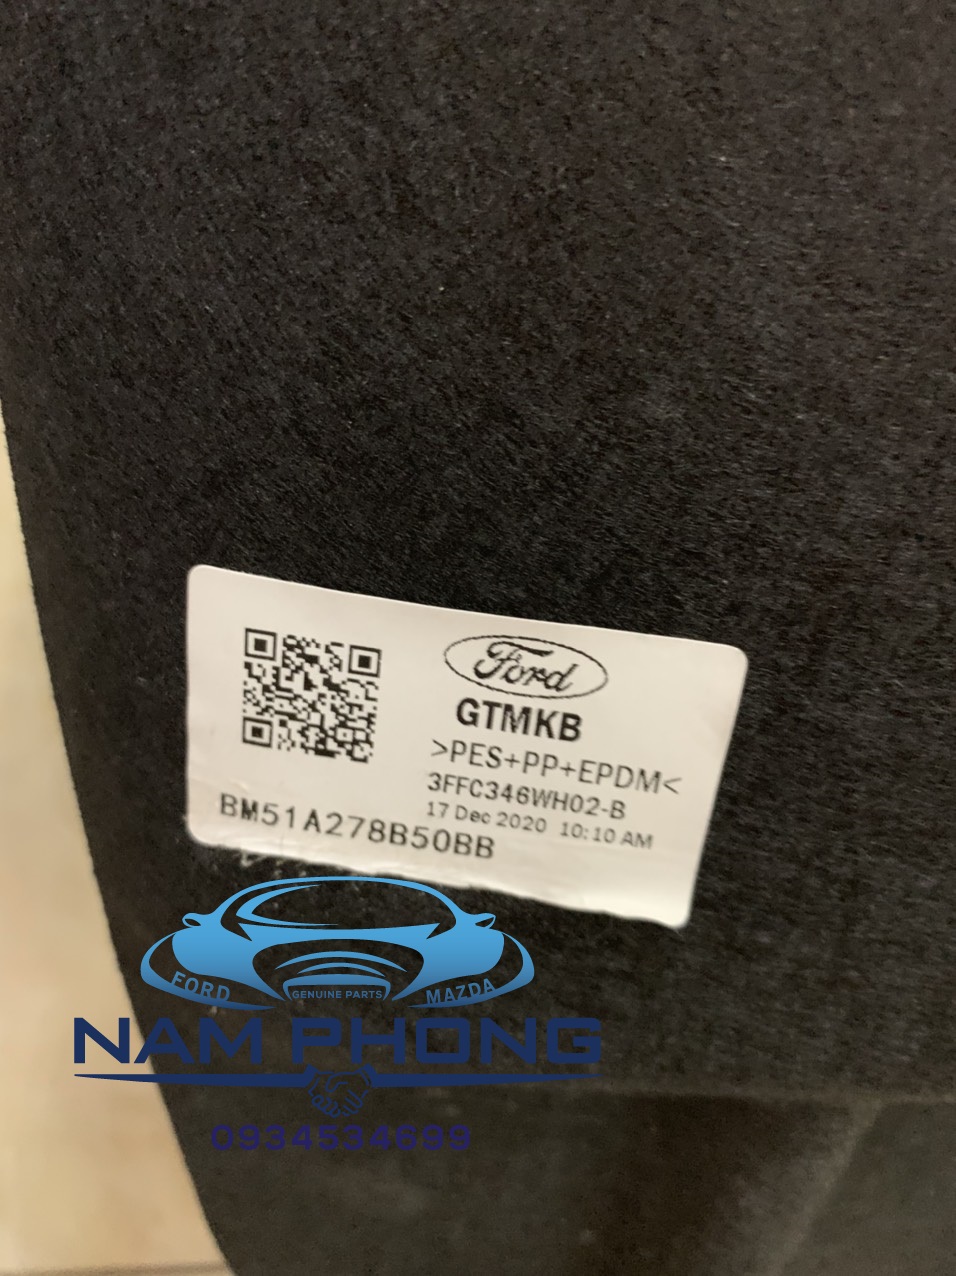 Ford
GTMKB
>PES+PP+EPDM<
3FFC346WH02-B
17 Dec 2020 10:10 AM
BM51A278B50BB
FORD
GENUINE PARTS
MAZDA
NAM PHONG
0934534699